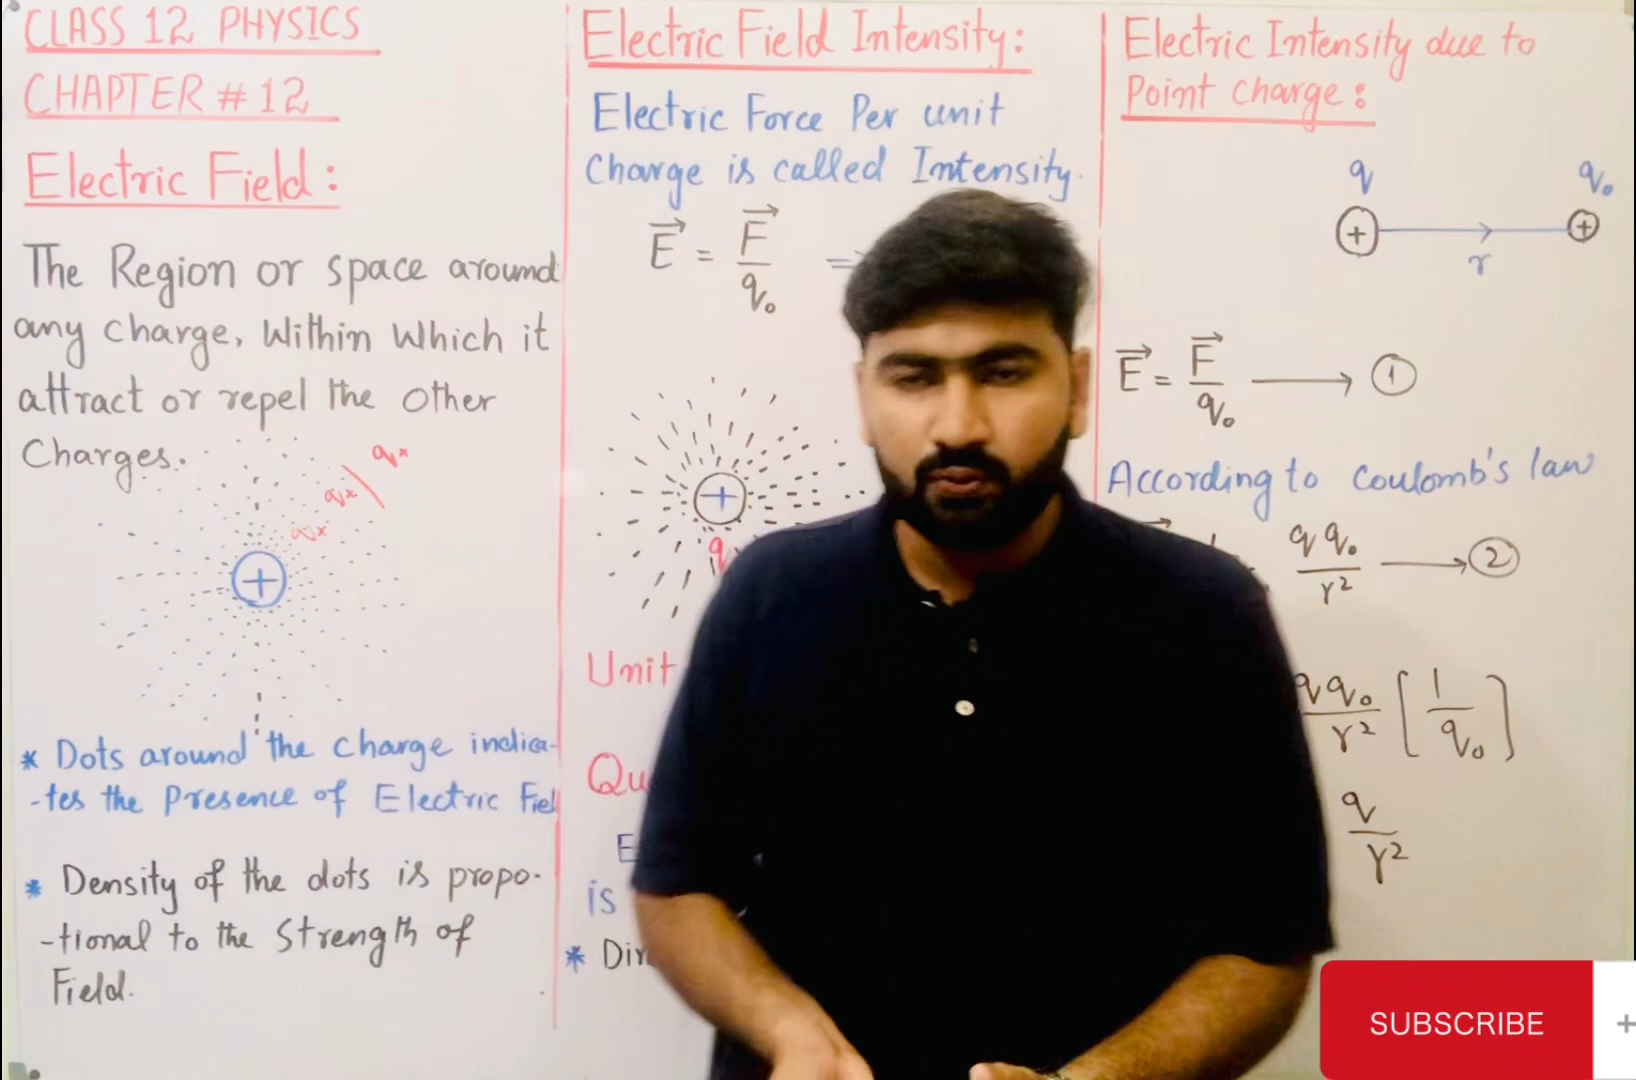 CLASS 12 PHYSICS
CHAPTER # 12
Electric Field :
The Region or space around
any charge, Within Which it
attract or repel the Other
Charges.
q
q
q
+
* Dots around the charge indica-
-tes the Presence of Electric Fiel
* Density of the dots is propo-
-tional to the Strength of
Field.
Electric Field Intensity :
Electric Force Per unit
Charge is called Intensity.
E⃗ = F⃗ / q₀ =
+
q
Unit
Qu
E
is
* Dir
Electric Intensity due to
Point charge :
q q₀
+ +
r
E⃗ = F⃗ / q₀ → ①
According to Coulomb's law
q q₀ / r² → ②
q q₀ / r² [ 1 / q₀ ]
q / r²
SUBSCRIBE